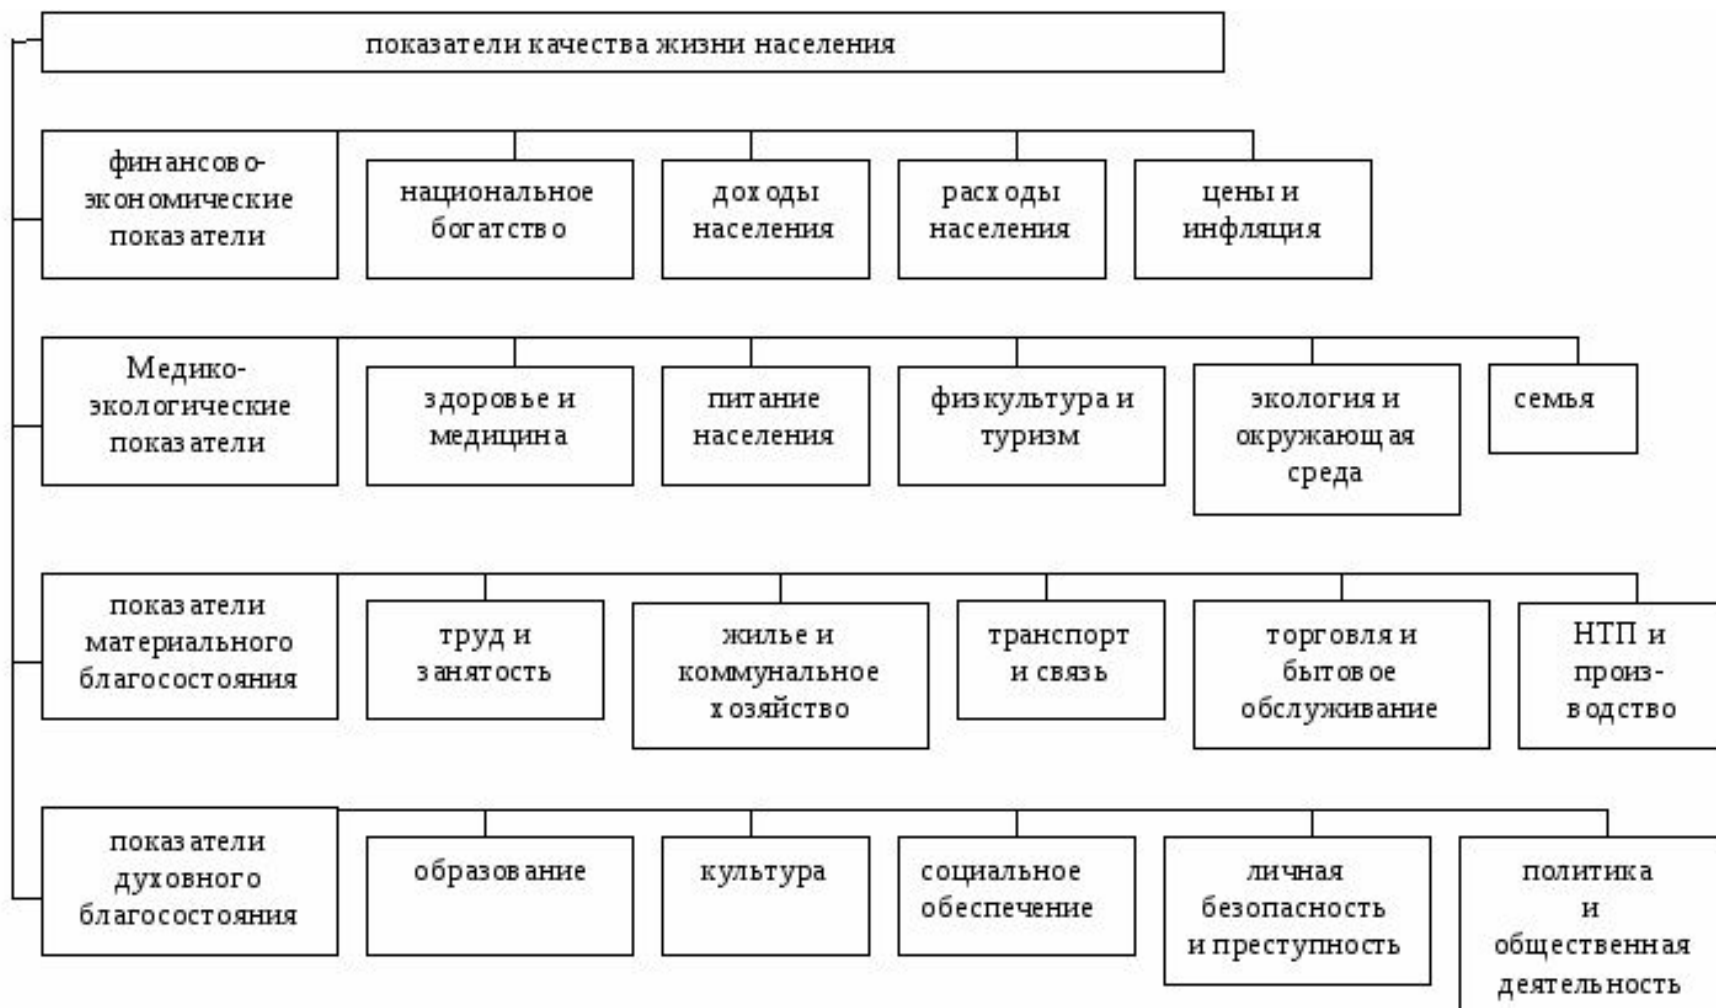 показатели качества жизни населения
финансово-
экономические
показатели
национальное
богатство
доходы
населения
расходы
населения
цены и
инфляция
Медико-
экологические
показатели
здоровье и
медицина
питание
населения
физкультура и
туризм
экология и
окружающая
среда
семья
показатели
материального
благосостояния
труд и
занятость
жилье и
коммунальное
хозяйство
транспорт
и связь
торговля и
бытовое
обслуживание
НТП и
произ-
водство
показатели
духовного
благосостояния
образование
культура
социальное
обеспечение
личная
безопасность
и преступность
политика
и
общественная
деятельность